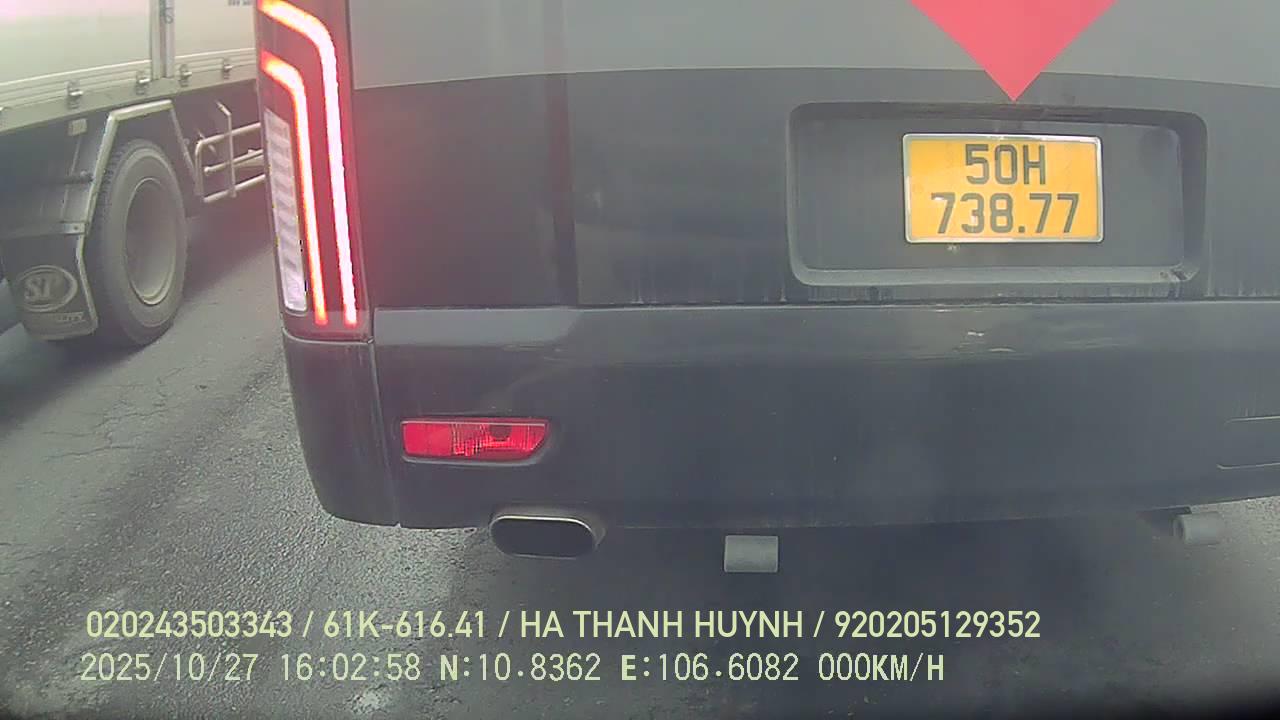 50H
738.77
SF
020243503343 / 61K-616.41 / HA THANH HUYNH / 920205129352
2025/10/27 16:02:58 N:10.8362 E:106.6082 000KM/H